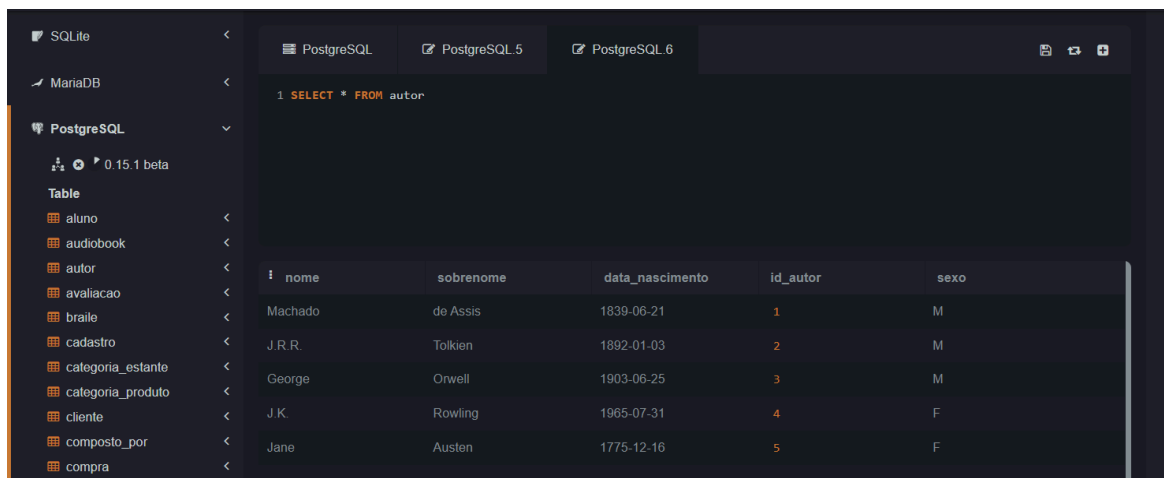 SQLite
MariaDB
PostgreSQL
0.15.1 beta
Table
aluno
audiobook
autor
avaliacao
braile
cadastro
categoria_estante
categoria_produto
cliente
composto_por
compra
PostgreSQL PostgreSQL.5 PostgreSQL.6
1 SELECT * FROM autor
nome sobrenome data_nascimento id_autor sexo
Machado de Assis 1839-06-21 1 M
J.R.R. Tolkien 1892-01-03 2 M
George Orwell 1903-06-25 3 M
J.K. Rowling 1965-07-31 4 F
Jane Austen 1775-12-16 5 F